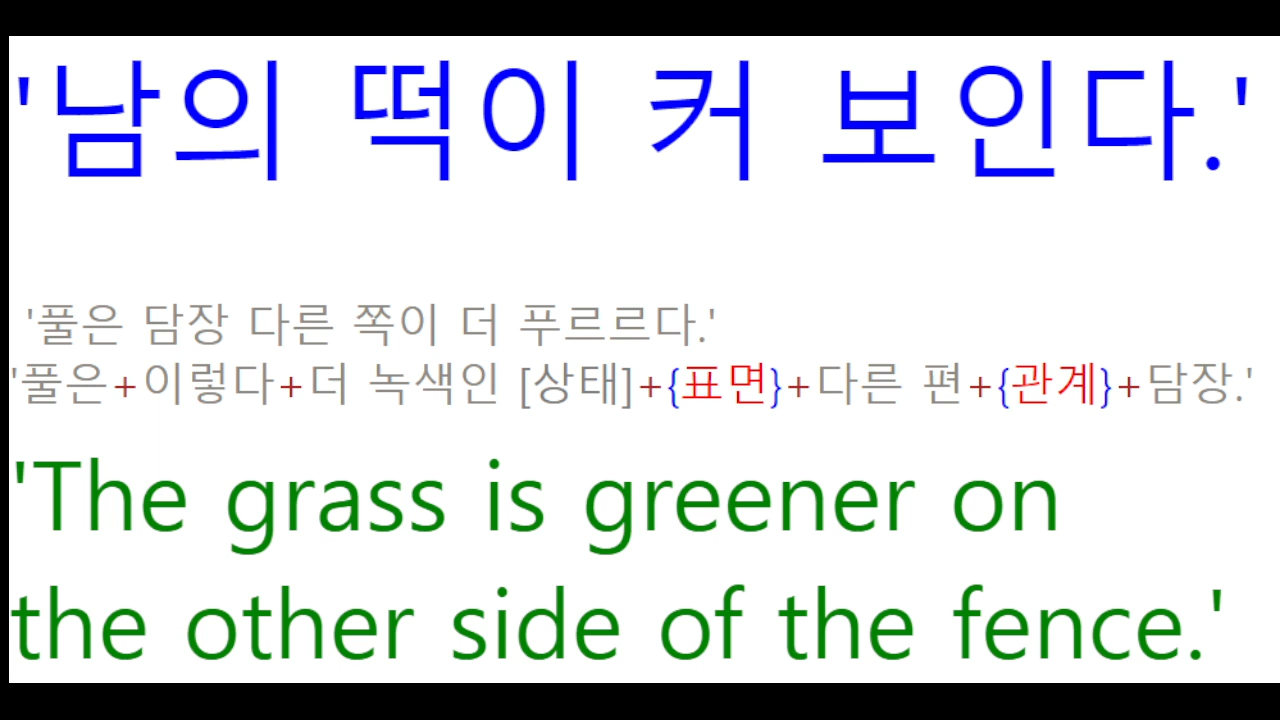 '남의 떡이 커 보인다.'
'풀은 담장 다른 쪽이 더 푸르르다.'
'풀은+이렇다+더 녹색인 [상태]+{표면}+다른 편+{관계}+담장.'
'The grass is greener on
the other side of the fence.'